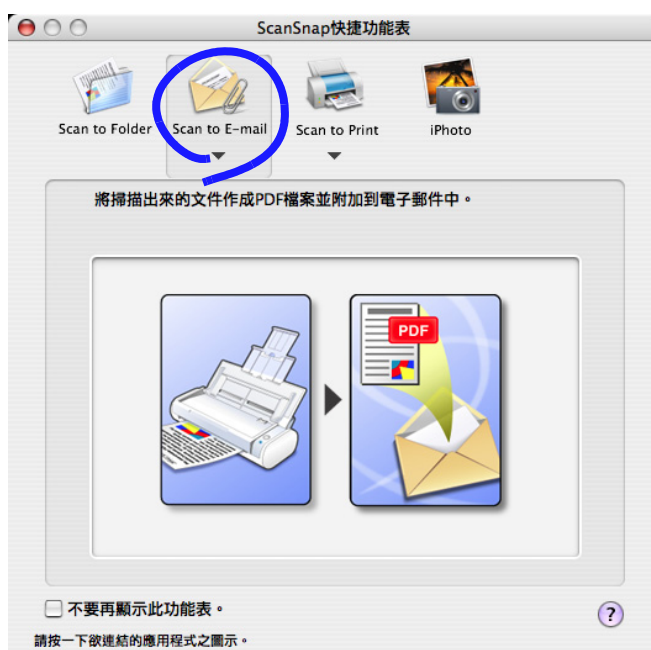 ScanSnap快捷功能表
Scan to Folder
Scan to E-mail
Scan to Print
iPhoto
將掃描出來的文件作成PDF檔案並附加到電子郵件中。
PDF
不要再顯示此功能表。
?
請按一下欲連結的應用程式之圖示。